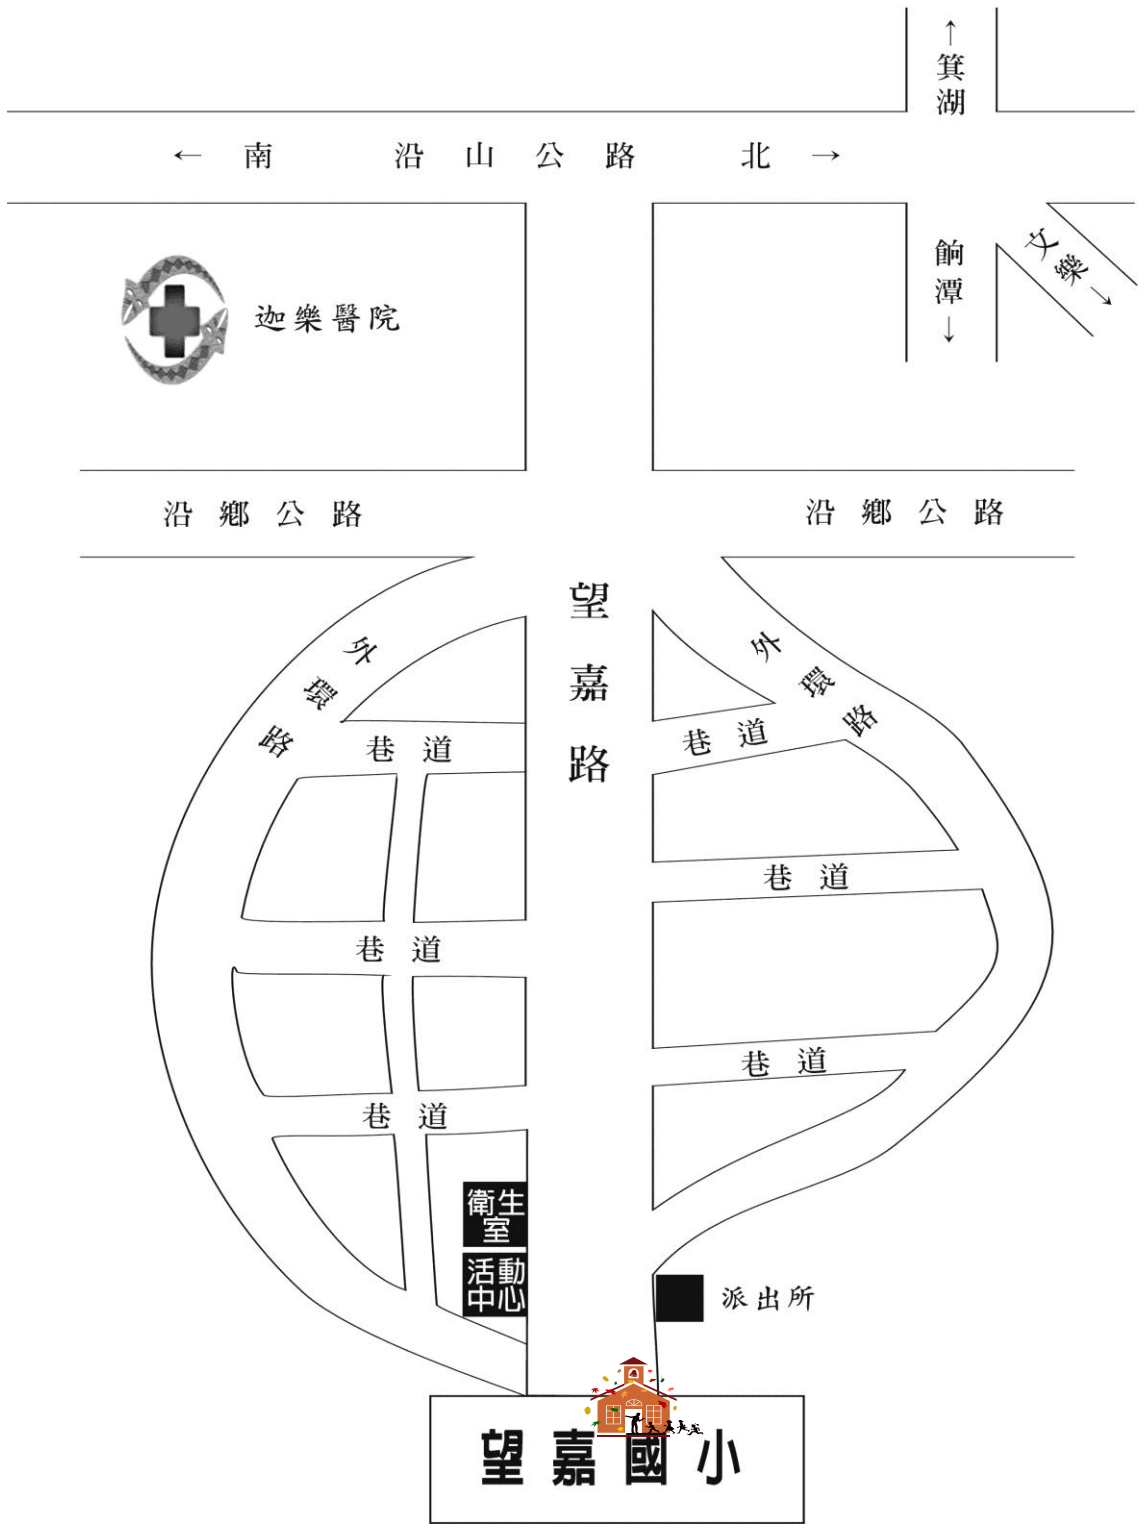 ↑箕湖
← 南 沿山公路 北 →
餉潭↓
文樂→
迦樂醫院
沿鄉公路
沿鄉公路
望嘉路
外環路
外環路
巷道
巷道
巷道
巷道
巷道
巷道
衛生室
活動中心
派出所
望嘉國小